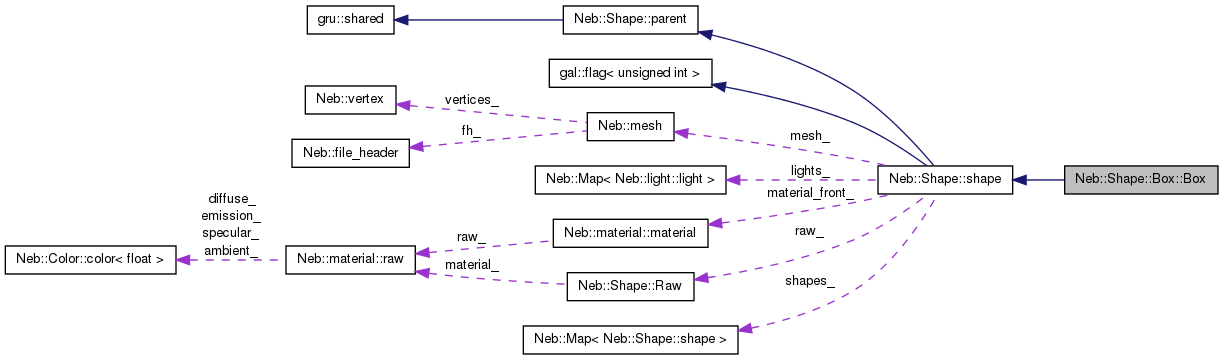 gru::shared
Neb::Shape::parent
gal::flag< unsigned int >
Neb::vertex
vertices_
Neb::mesh
fh_
mesh_
Neb::file_header
lights_
Neb::Map< Neb::light::light >
Neb::Shape::shape
Neb::Shape::Box::Box
material_front_
diffuse_
emission_
specular_
ambient_
raw_
Neb::material::material
raw_
Neb::Color::color< float >
Neb::material::raw
material_
Neb::Shape::Raw
shapes_
Neb::Map< Neb::Shape::shape >